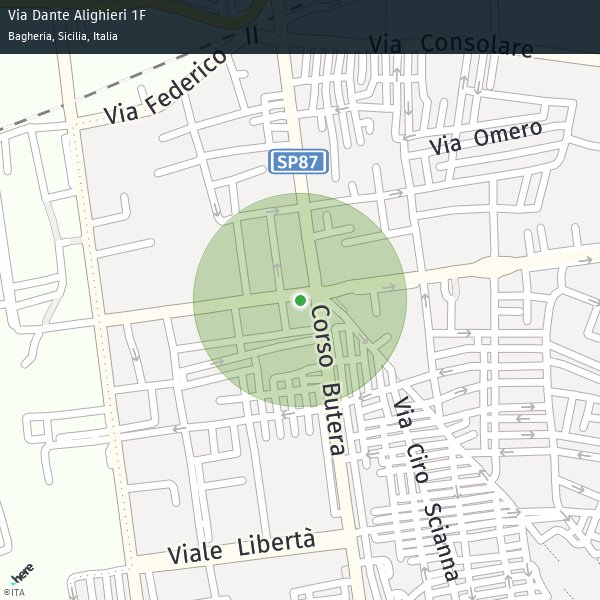 Via Dante Alighieri 1F
Bagheria, Sicilia, Italia
Via Federico II
Via Consolare
Via Omero
SP87
Corso Butera
Via Ciro Scianna
Viale Libertà
here
©ITA